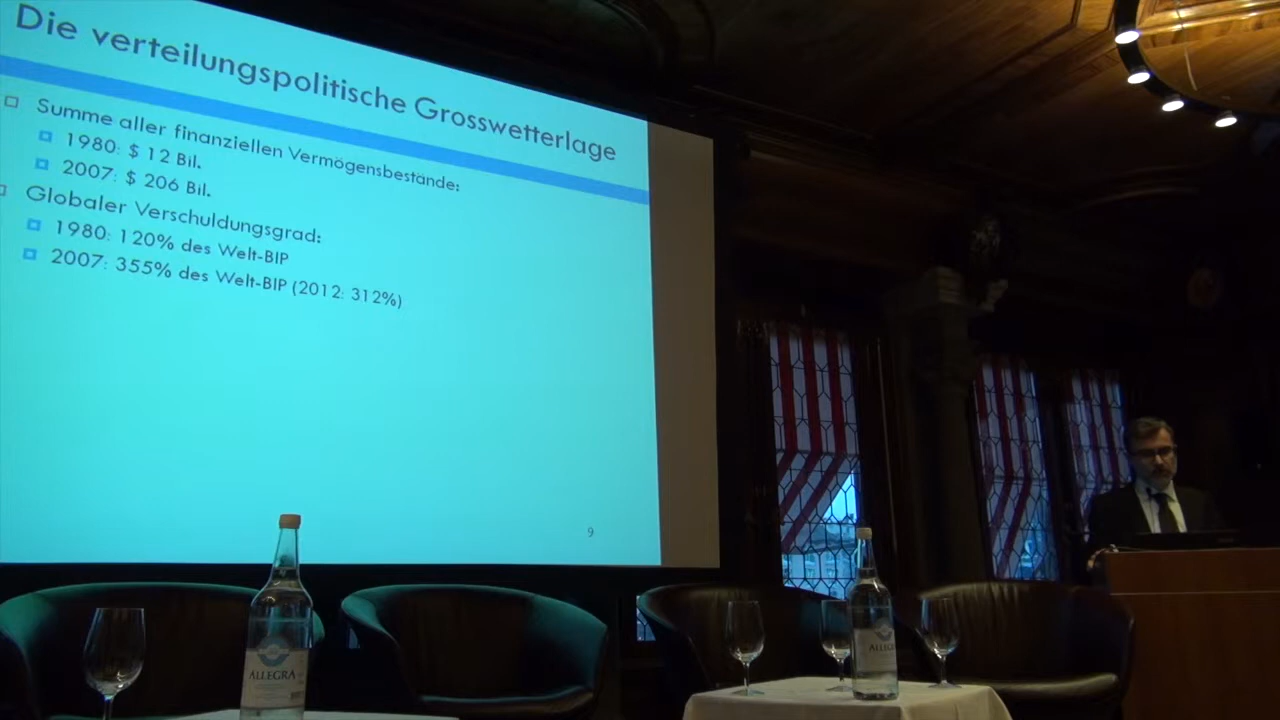 Die verteilungspolitische Grosswetterlage
Summe aller finanziellen Vermögensbestände:
1980: $ 12 Bil.
2007: $ 206 Bil.
Globaler Verschuldungsgrad:
1980: 120% des Welt-BIP
2007: 355% des Welt-BIP (2012: 312%)
9
ALLEGRA
ALLEGRA